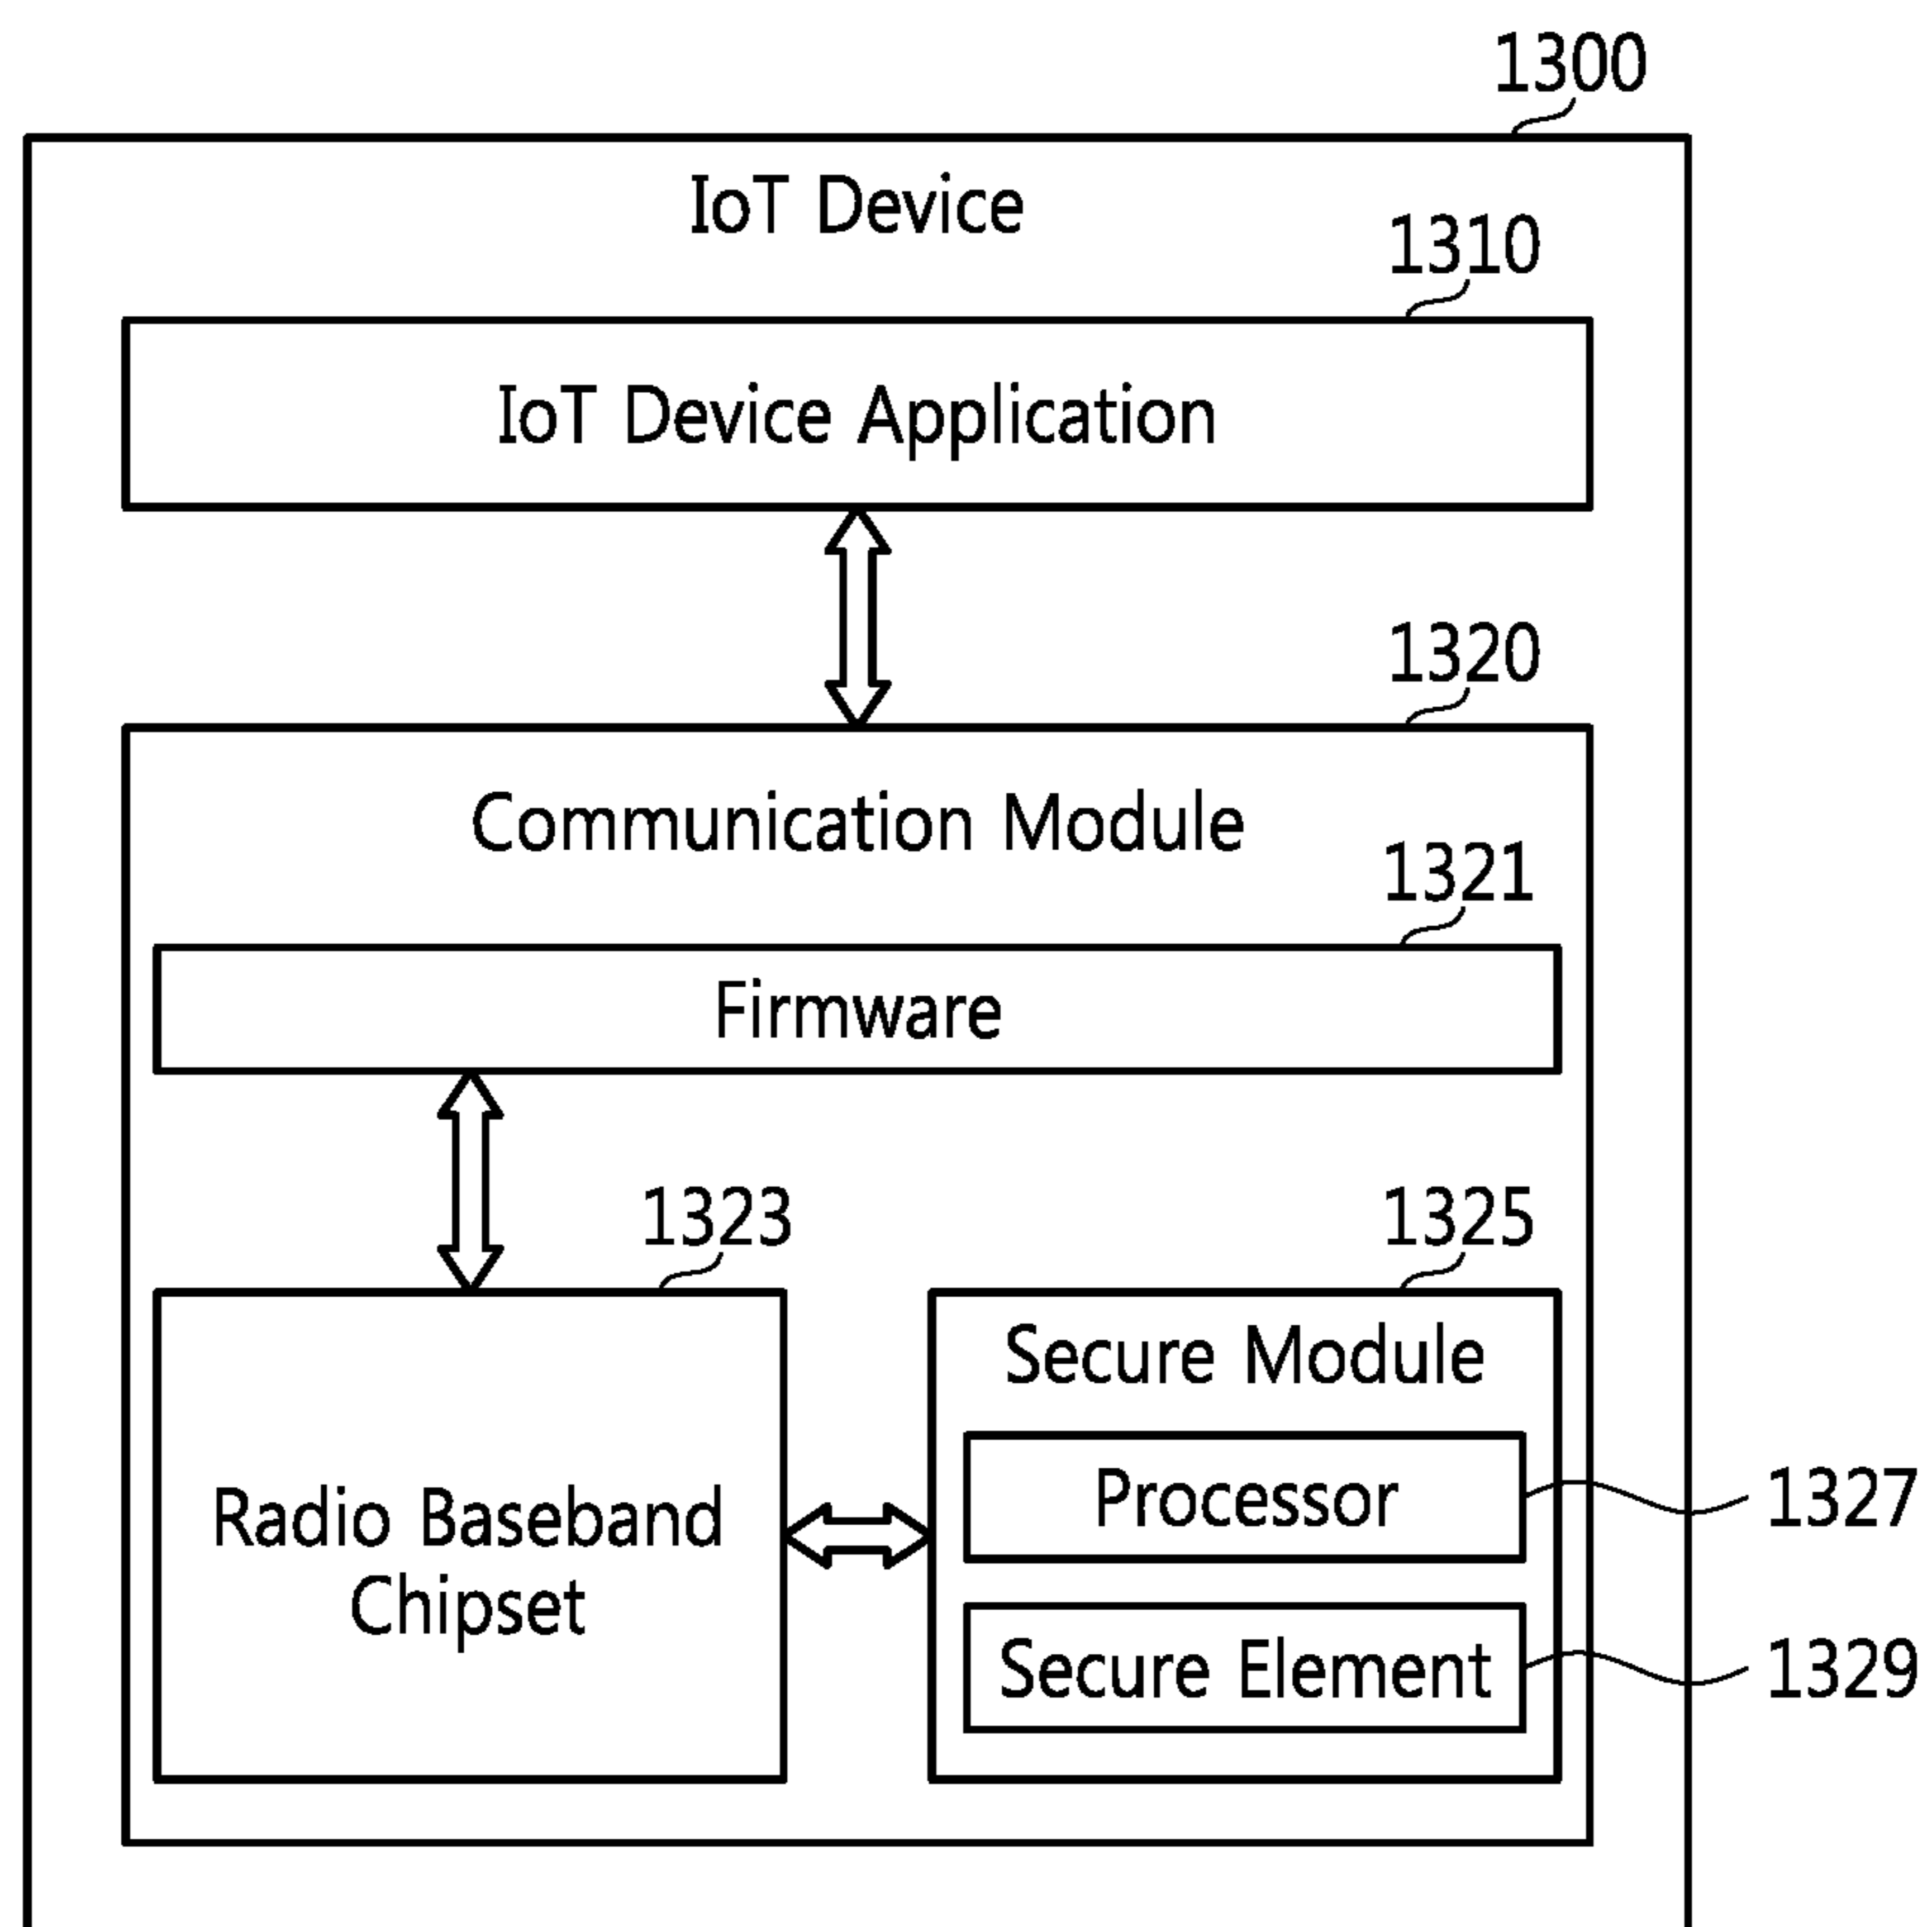 1300
IoT Device
1310
IoT Device Application
1320
Communication Module
1321
Firmware
1323
1325
Secure Module
Processor
1327
Radio Baseband
Chipset
Secure Element
1329